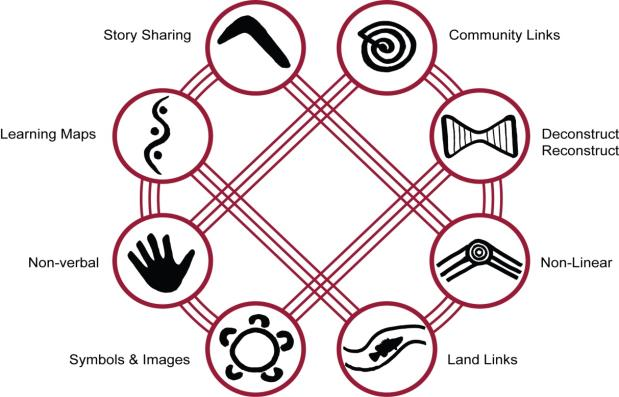 Story Sharing
Community Links
Learning Maps
Deconstruct
Reconstruct
Non-verbal
Non-Linear
Symbols & Images
Land Links